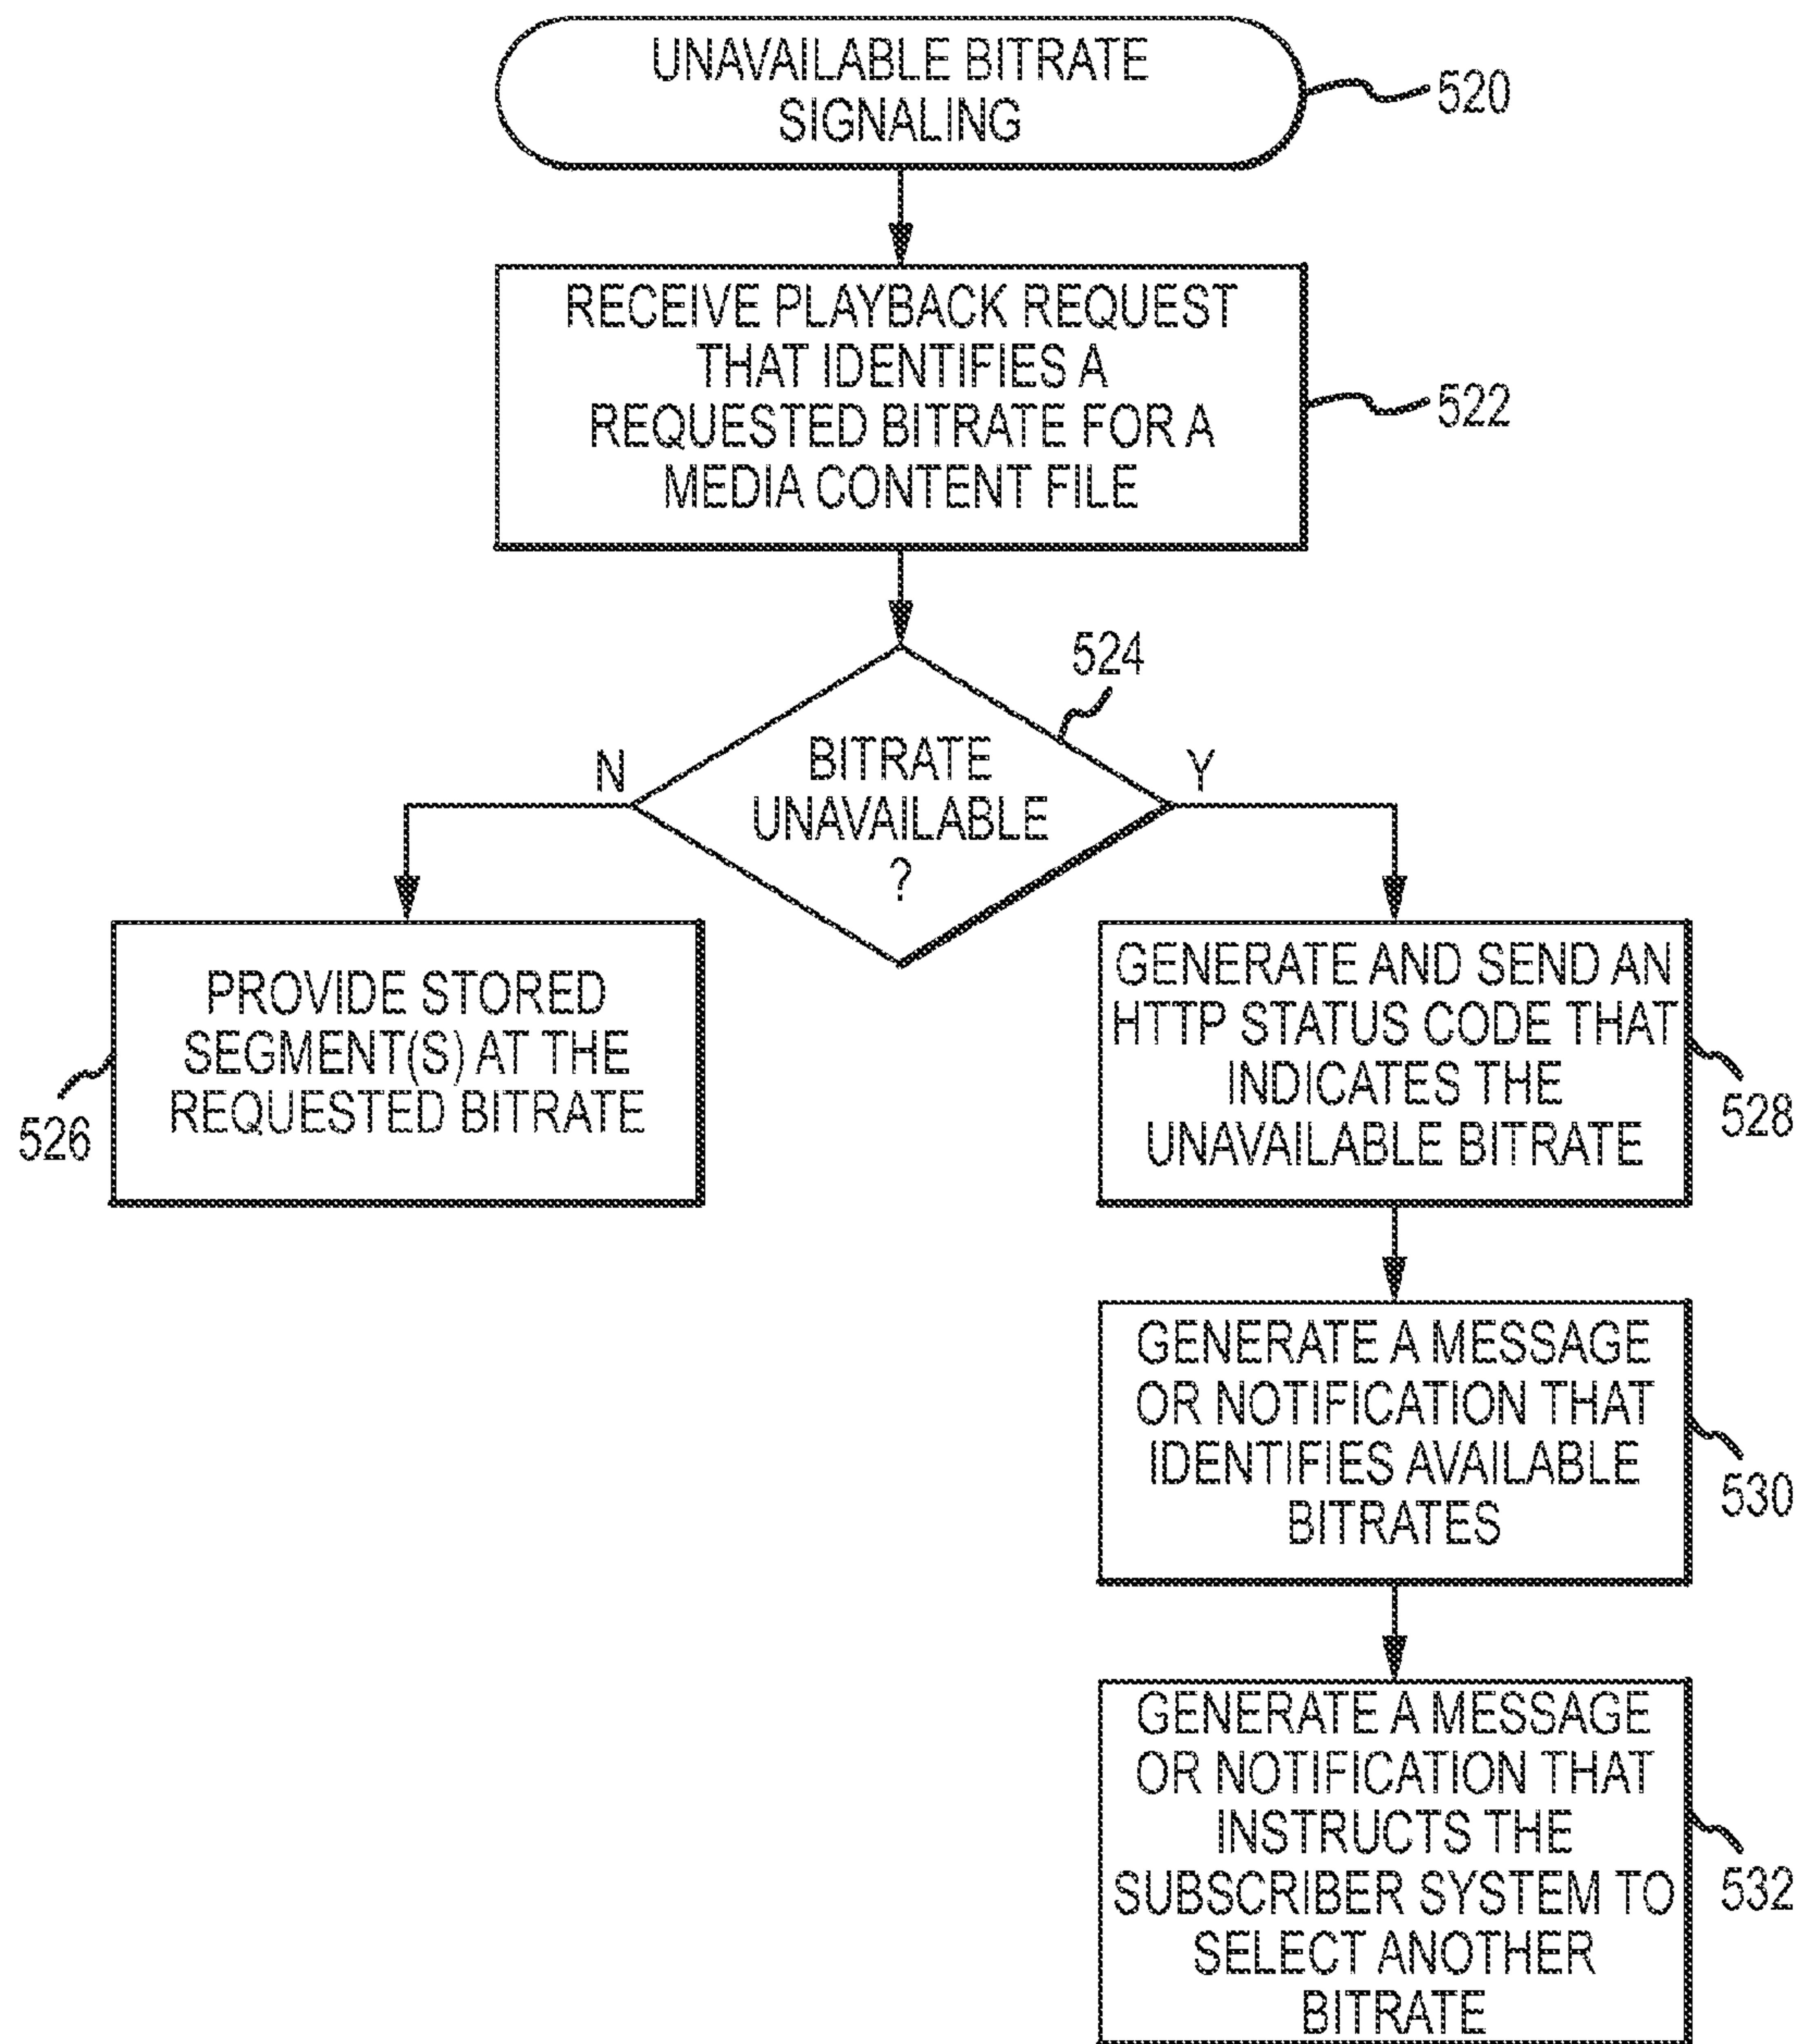 UNAVAILABLE BITRATE
SIGNALING
520
RECEIVE PLAYBACK REQUEST
THAT IDENTIFIES A
REQUESTED BITRATE FOR A
MEDIA CONTENT FILE
522
524
BITRATE
UNAVAILABLE
?
N
Y
PROVIDE STORED
SEGMENT(S) AT THE
REQUESTED BITRATE
526
GENERATE AND SEND AN
HTTP STATUS CODE THAT
INDICATES THE
UNAVAILABLE BITRATE
528
GENERATE A MESSAGE
OR NOTIFICATION THAT
IDENTIFIES AVAILABLE
BITRATES
530
GENERATE A MESSAGE
OR NOTIFICATION THAT
INSTRUCTS THE
SUBSCRIBER SYSTEM TO
SELECT ANOTHER
BITRATE
532